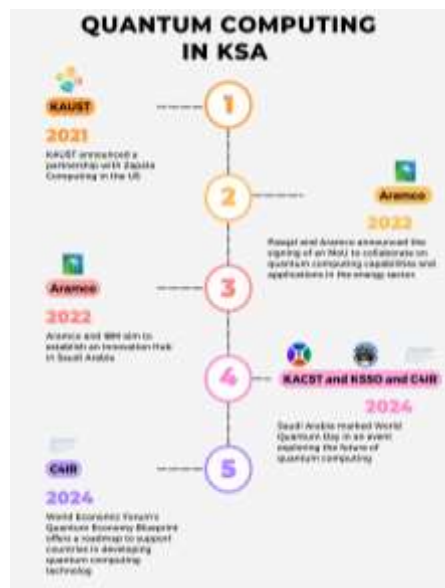 QUANTUM COMPUTING
IN KSA
1
KAUST
2021
KAUST announced a
partnership with Zapata
Computing in the US
2
Aramco
2022
Pasqal and Aramco announced the
signing of an MoU to collaborate on
quantum computing capabilities and
applications in the energy sector.
3
Aramco
2022
Aramco and IBM aim to
establish an Innovation Hub
in Saudi Arabia
4
KACST and KSSO and C4IR
2024
Saudi Arabia marked World
Quantum Day in an event
exploring the future of
quantum computing
5
C4IR
2024
World Economic Forum's
Quantum Economy Blueprint
offers a roadmap to support
countries in developing
quantum computing
technolog